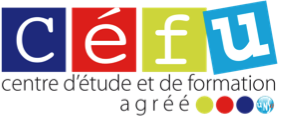 céfu
centre d'étude et de formation
agréé